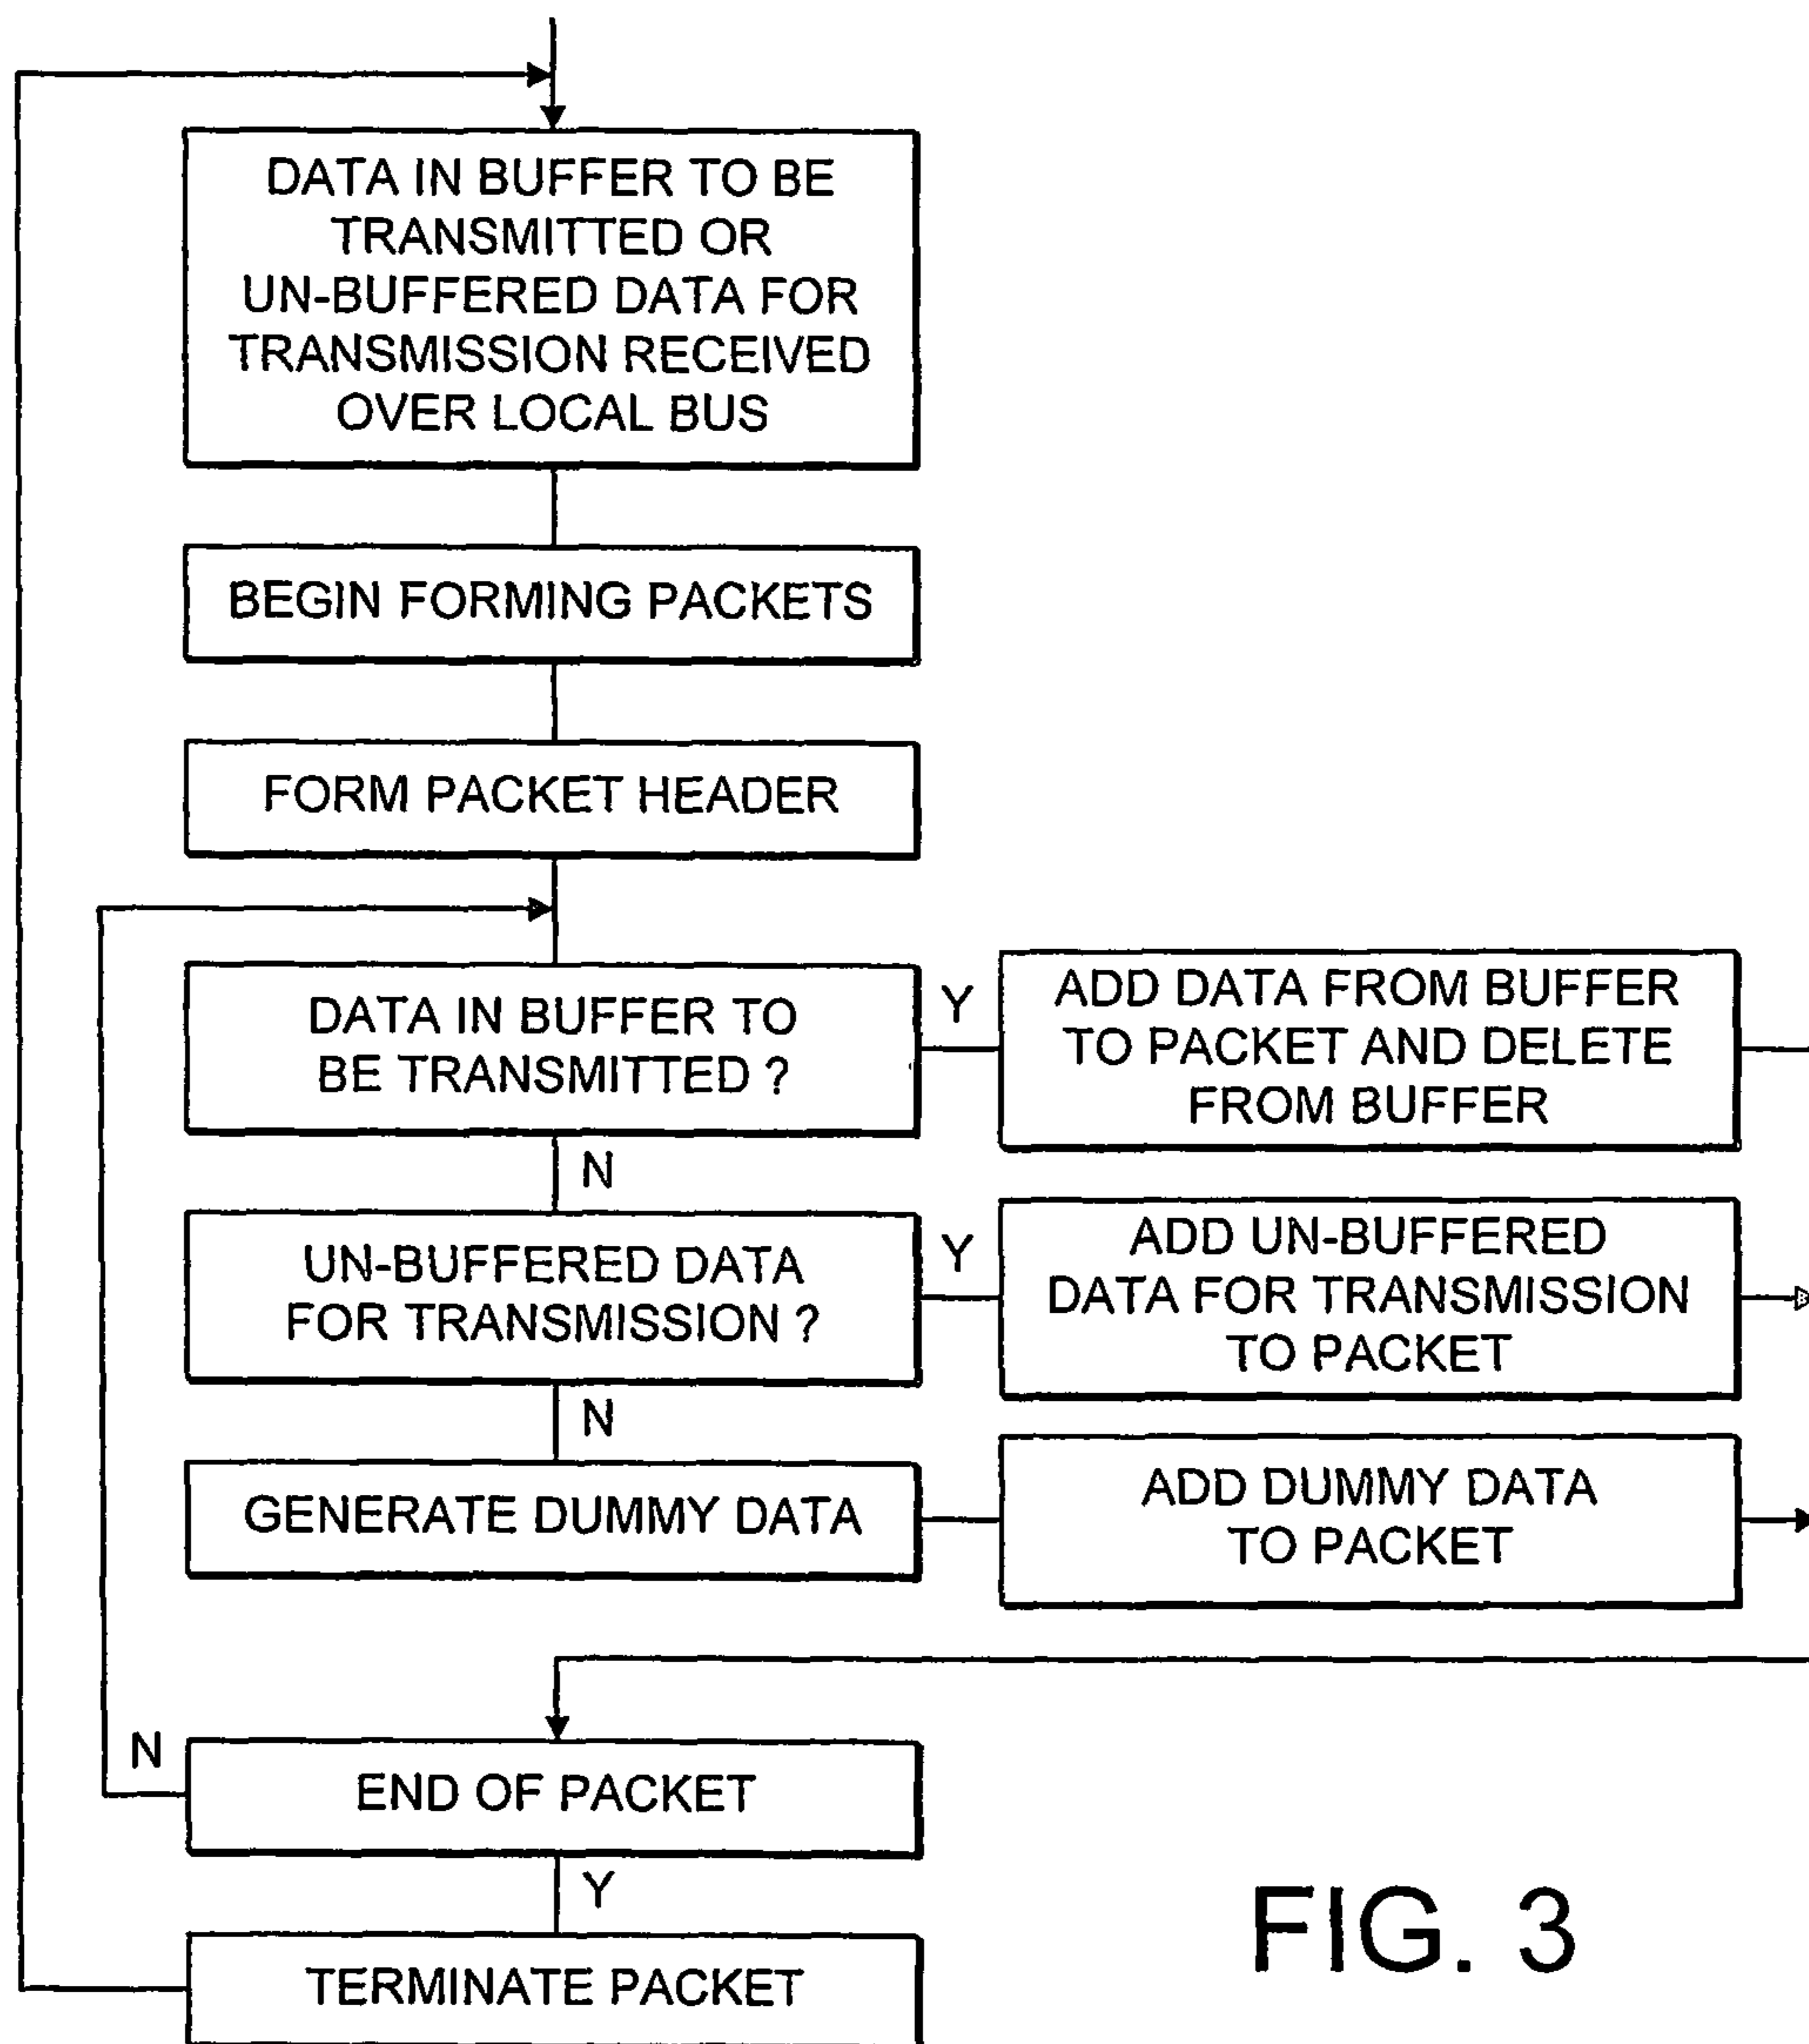 DATA IN BUFFER TO BE
TRANSMITTED OR
UN-BUFFERED DATA FOR
TRANSMISSION RECEIVED
OVER LOCAL BUS
BEGIN FORMING PACKETS
FORM PACKET HEADER
DATA IN BUFFER TO
BE TRANSMITTED ?
Y
ADD DATA FROM BUFFER
TO PACKET AND DELETE
FROM BUFFER
N
UN-BUFFERED DATA
FOR TRANSMISSION ?
Y
ADD UN-BUFFERED
DATA FOR TRANSMISSION
TO PACKET
N
GENERATE DUMMY DATA
ADD DUMMY DATA
TO PACKET
N
END OF PACKET
Y
TERMINATE PACKET
FIG. 3